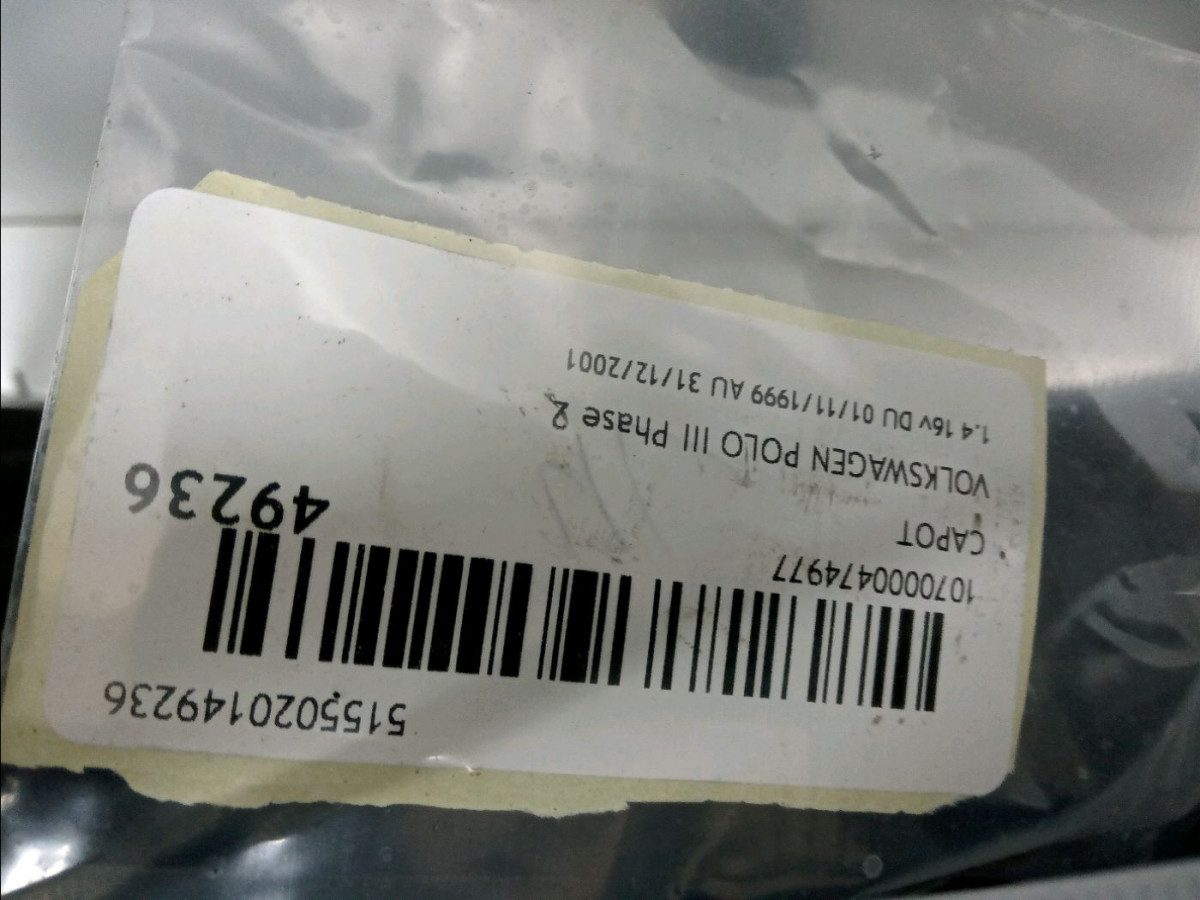 5155020149236
49236
107000474977
CAPOT
VOLKSWAGEN POLO III Phase 2
1.4 16v DU 01/11/1999 AU 31/12/2001